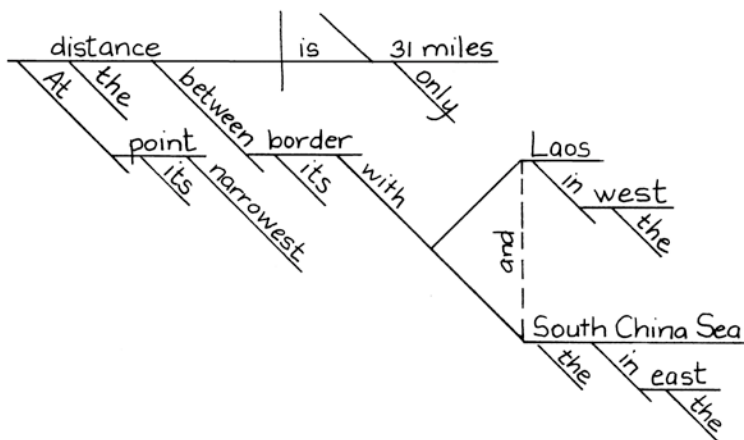 distance is 31 miles
At the between only
point its narrowest border its with Laos
in west the
and
South China Sea
the in east the